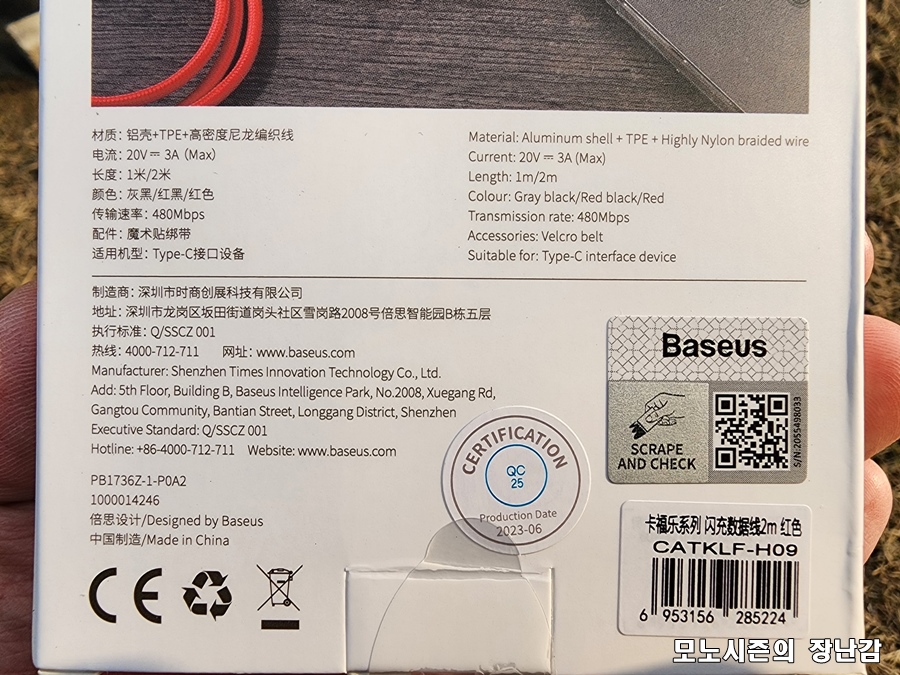 材质: 铝壳+TPE+高密度尼龙编织线
电流: 20V⎓3A (Max)
长度: 1米/2米
颜色: 灰黑/红黑/红色
传输速率: 480Mbps
配件: 魔术贴绑带
适用机型: Type-C接口设备
Material: Aluminum shell + TPE + Highly Nylon braided wire
Current: 20V⎓3A (Max)
Length: 1m/2m
Colour: Gray black/Red black/Red
Transmission rate: 480Mbps
Accessories: Velcro belt
Suitable for: Type-C interface device
制造商: 深圳市时商创展科技有限公司
地址: 深圳市龙岗区坂田街道岗头社区雪岗路2008号倍思智能园B栋五层
执行标准: Q/SSCZ 001
热线: 4000-712-711 网址: www.baseus.com
Manufacturer: Shenzhen Times Innovation Technology Co., Ltd.
Add: 5th Floor, Building B, Baseus Intelligence Park, No.2008, Xuegang Rd,
Gangtou Community, Bantian Street, Longgang District, Shenzhen
Executive Standard: Q/SSCZ 001
Hotline: +86-4000-712-711 Website: www.baseus.com
PB1736Z-1-P0A2
1000014246
倍思设计/Designed by Baseus
中国制造/Made in China
CE
CERTIFICATION
QC
25
Production Date
2023-06
Baseus
SCRAPE
AND CHECK
S/N:2055498033
卡福乐系列 闪充数据线2m 红色
CATKLF-H09
6 953156 285224
모노시즌의 장난감